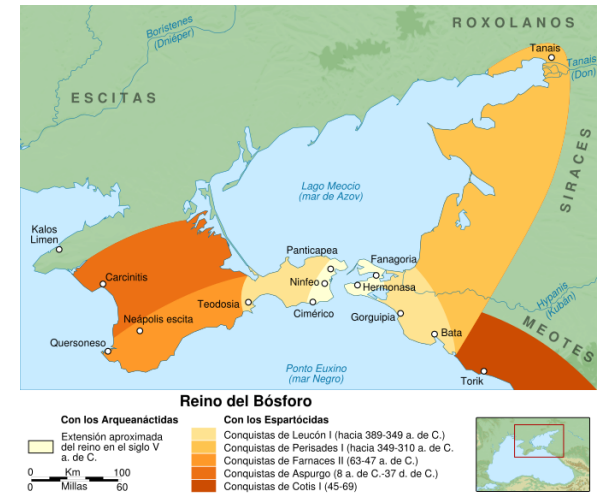 ROXOLANOS
Borístenes
(Dniéper)
Tanais
Tanais
(Don)
ESCITAS
SIRACES
Lago Meocio
(mar de Azov)
Kalos
Limen
Panticapea
Fanagoria
Carcinitis
Ninfeo
Hermonasa
Hypanis
(Kubán)
Teodosia
Cimérico
Neápolis escita
Gorguipia
Bata
MEOTES
Quersoneso
Ponto Euxino
(mar Negro)
Torik
Reino del Bósforo
Con los Arqueanáctidas
Extensión aproximada
del reino en el siglo V
a. de C.
0 Km 100
0 Millas 60
Con los Espartócidas
Conquistas de Leucón I (hacia 389-349 a. de C.)
Conquistas de Perisades I (hacia 349-310 a. de C.
Conquistas de Farnaces II (63-47 a. de C.)
Conquistas de Aspurgo (8 a. de C.-37 d. de C.)
Conquistas de Cotis I (45-69)